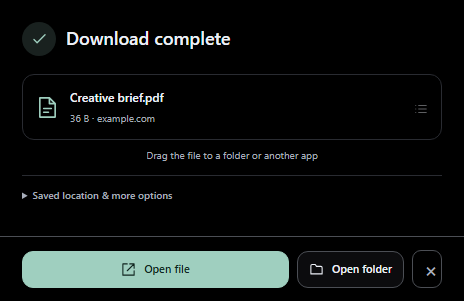 Download complete
Creative brief.pdf
36 B · example.com
Drag the file to a folder or another app
Saved location & more options
Open file
Open folder